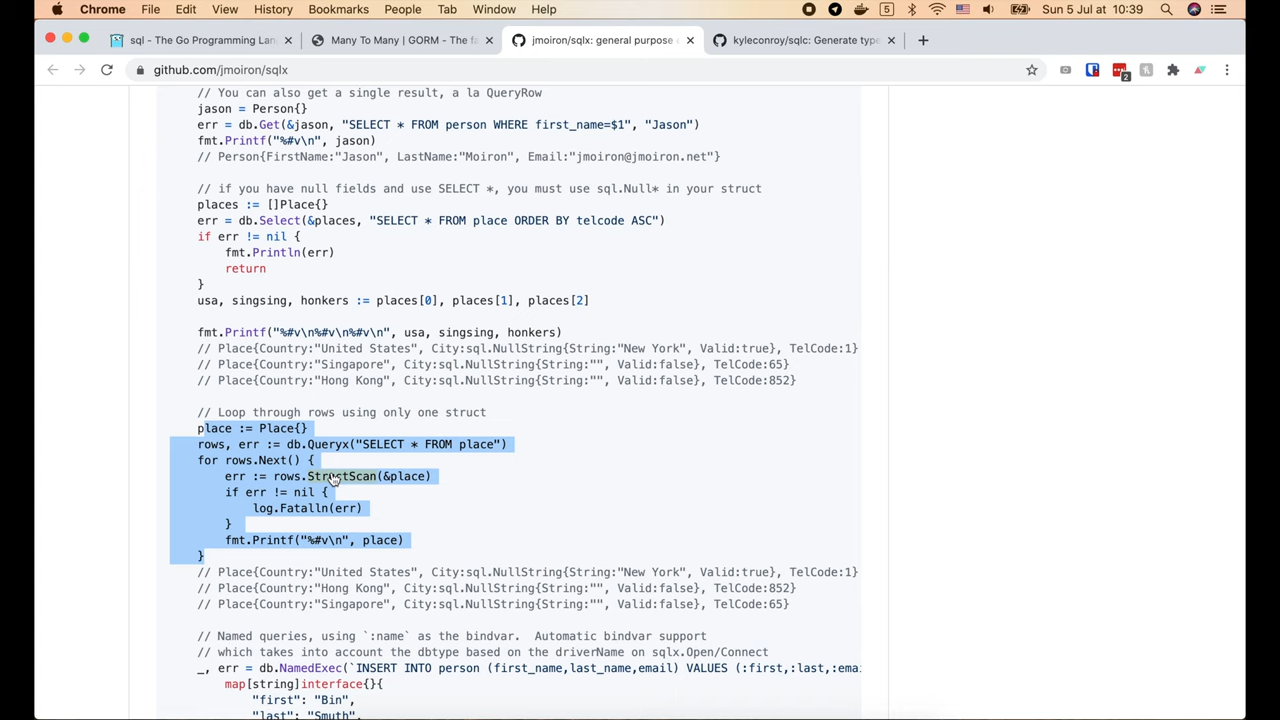 Chrome File Edit View History Bookmarks People Tab Window Help 5 Sun 5 Jul at 10:39
sql - The Go Programming Lan
Many To Many | GORM - The fa
jmoiron/sqlx: general purpose e
kyleconroy/sqlc: Generate type
github.com/jmoiron/sqlx 2
// You can also get a single result, a la QueryRow
jason = Person{}
err = db.Get(&jason, "SELECT * FROM person WHERE first_name=$1", "Jason")
fmt.Printf("%#v\n", jason)
// Person{FirstName:"Jason", LastName:"Moiron", Email:"jmoiron@jmoiron.net"}
// if you have null fields and use SELECT *, you must use sql.Null* in your struct
places := []Place{}
err = db.Select(&places, "SELECT * FROM place ORDER BY telcode ASC")
if err != nil {
fmt.Println(err)
return
}
usa, singsing, honkers := places[0], places[1], places[2]
fmt.Printf("%#v\n%#v\n%#v\n", usa, singsing, honkers)
// Place{Country:"United States", City:sql.NullString{String:"New York", Valid:true}, TelCode:1}
// Place{Country:"Singapore", City:sql.NullString{String:"", Valid:false}, TelCode:65}
// Place{Country:"Hong Kong", City:sql.NullString{String:"", Valid:false}, TelCode:852}
// Loop through rows using only one struct
place := Place{}
rows, err := db.Queryx("SELECT * FROM place")
for rows.Next() {
err := rows.StructScan(&place)
if err != nil {
log.Fatalln(err)
}
fmt.Printf("%#v\n", place)
}
// Place{Country:"United States", City:sql.NullString{String:"New York", Valid:true}, TelCode:1}
// Place{Country:"Hong Kong", City:sql.NullString{String:"", Valid:false}, TelCode:852}
// Place{Country:"Singapore", City:sql.NullString{String:"", Valid:false}, TelCode:65}
// Named queries, using `:name` as the bindvar. Automatic bindvar support
// which takes into account the dbtype based on the driverName on sqlx.Open/Connect
_, err = db.NamedExec(`INSERT INTO person (first_name,last_name,email) VALUES (:first,:last,:emai
map[string]interface{}{
"first": "Bin",
"last": "Smuth",